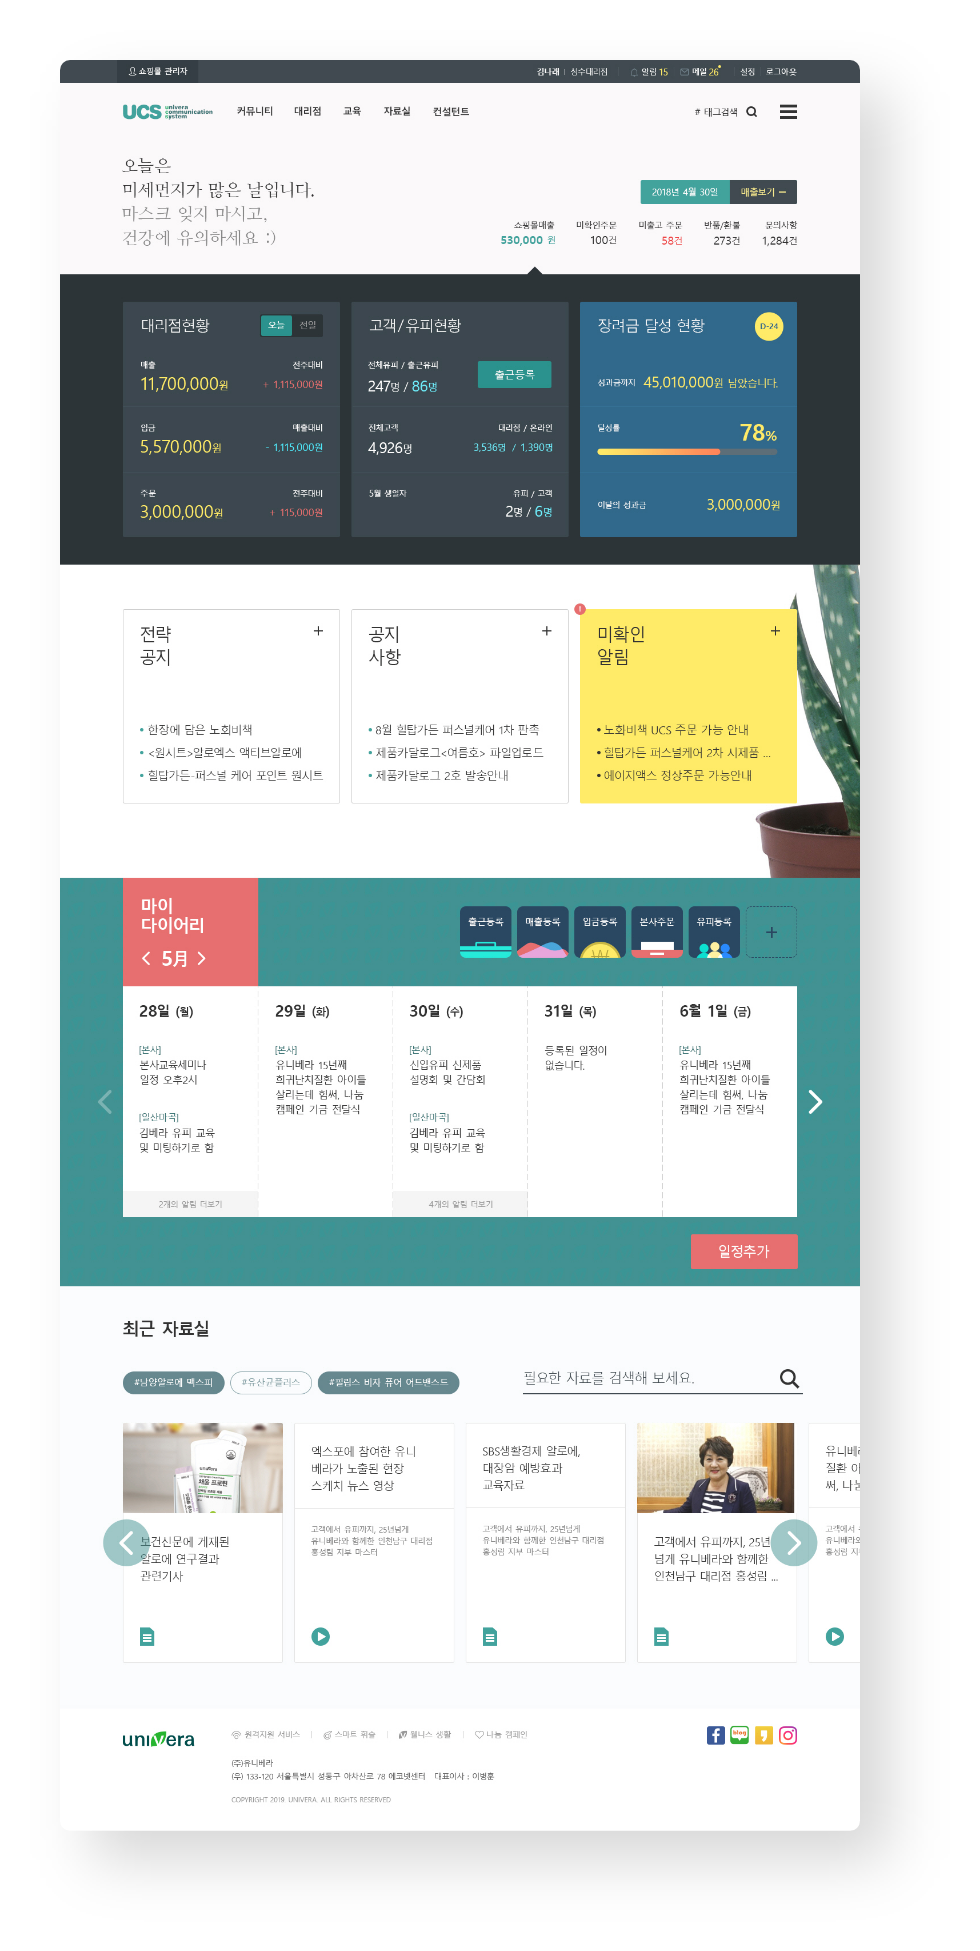 쇼핑몰 관리자
김나래 | 성수대리점
알림 15
메일 26
설정
로그아웃
UCS univera communication system
커뮤니티
대리점
교육
자료실
컨설턴트
# 태그검색
오늘은
미세먼지가 많은 날입니다.
마스크 잊지 마시고,
건강에 유의하세요 :)
2018년 4월 30일
매출보기 –
쇼핑몰매출
미확인주문
미출고 주문
반품/환불
문의사항
530,000 원
100건
58건
273건
1,284건
대리점현황
오늘
전일
매출
전주대비
11,700,000원
+ 1,115,000원
입금
매출대비
5,570,000원
- 1,115,000원
주문
전주대비
3,000,000원
+ 115,000원
고객/유피현황
전체유피 / 출근유피
247명 / 86명
출근등록
전체고객
대리점 / 온라인
4,926명
3,536명 / 1,390명
5월 생일자
유피 / 고객
2명 / 6명
장려금 달성 현황
D-24
성과금까지 45,010,000원 남았습니다.
달성률
78%
이달의 성과금
3,000,000원
전략
공지
+
• 한장에 담은 노회비책
• <원시트>알로엑스 액티브알로에
• 힐탑가든-퍼스널 케어 포인트 원시트
공지
사항
+
• 8월 힐탑가든 퍼스널케어 1차 판촉
• 제품카달로그<여름호> 파일업로드
• 제품카달로그 2호 발송안내
!
미확인
알림
+
• 노회비책 UCS 주문 가능 안내
• 힐탑가든 퍼스널케어 2차 시제품 ...
• 에이지액스 정상주문 가능안내
마이
다이어리
< 5月 >
출근등록
매출등록
입금등록
본사주문
유피등록
+
28일 (월)
[본사]
본사교육세미나
일정 오후2시
[일산마곡]
김베라 유피 교육
및 미팅하기로 함
2개의 알림 더보기
29일 (화)
[본사]
유니베라 15년째
희귀난치질환 아이들
살리는데 힘써, 나눔
캠페인 기금 전달식
30일 (수)
[본사]
신입유피 신제품
설명회 및 간담회
[일산마곡]
김베라 유피 교육
및 미팅하기로 함
4개의 알림 더보기
31일 (목)
등록된 일정이
없습니다.
6월 1일 (금)
[본사]
유니베라 15년째
희귀난치질환 아이들
살리는데 힘써, 나눔
캠페인 기금 전달식
일정추가
최근 자료실
#남양알로에 맥스피
#유산균플러스
#필립스 비자 퓨어 어드밴스드
필요한 자료를 검색해 보세요.
보건신문에 게재된
알로에 연구결과
관련기사
엑스포에 참여한 유니
베라가 노출된 현장
스케치 뉴스 영상
고객에서 유피까지, 25년넘게
유니베라와 함께한 인천남구 대리점
홍성림 지부 마스터
SBS생활경제 알로에,
대장암 예방효과
교육자료
고객에서 유피까지, 25년넘게
유니베라와 함께한 인천남구 대리점
홍성림 지부 마스터
고객에서 유피까지, 25년
넘게 유니베라와 함께한
인천남구 대리점 홍성림 ...
유니베
질환 아
써, 나눔
고객에서
유니베라와
홍성림 지
univera
원격지원 서비스
스마트 휘슬
웰니스 생활
나눔 캠페인
blog
(주)유니베라
(우) 133-120 서울특별시 성동구 아차산로 78 에코넷센터 대표이사 : 이병훈
COPYRIGHT 2019. UNIVERA. ALL RIGHTS RESERVED